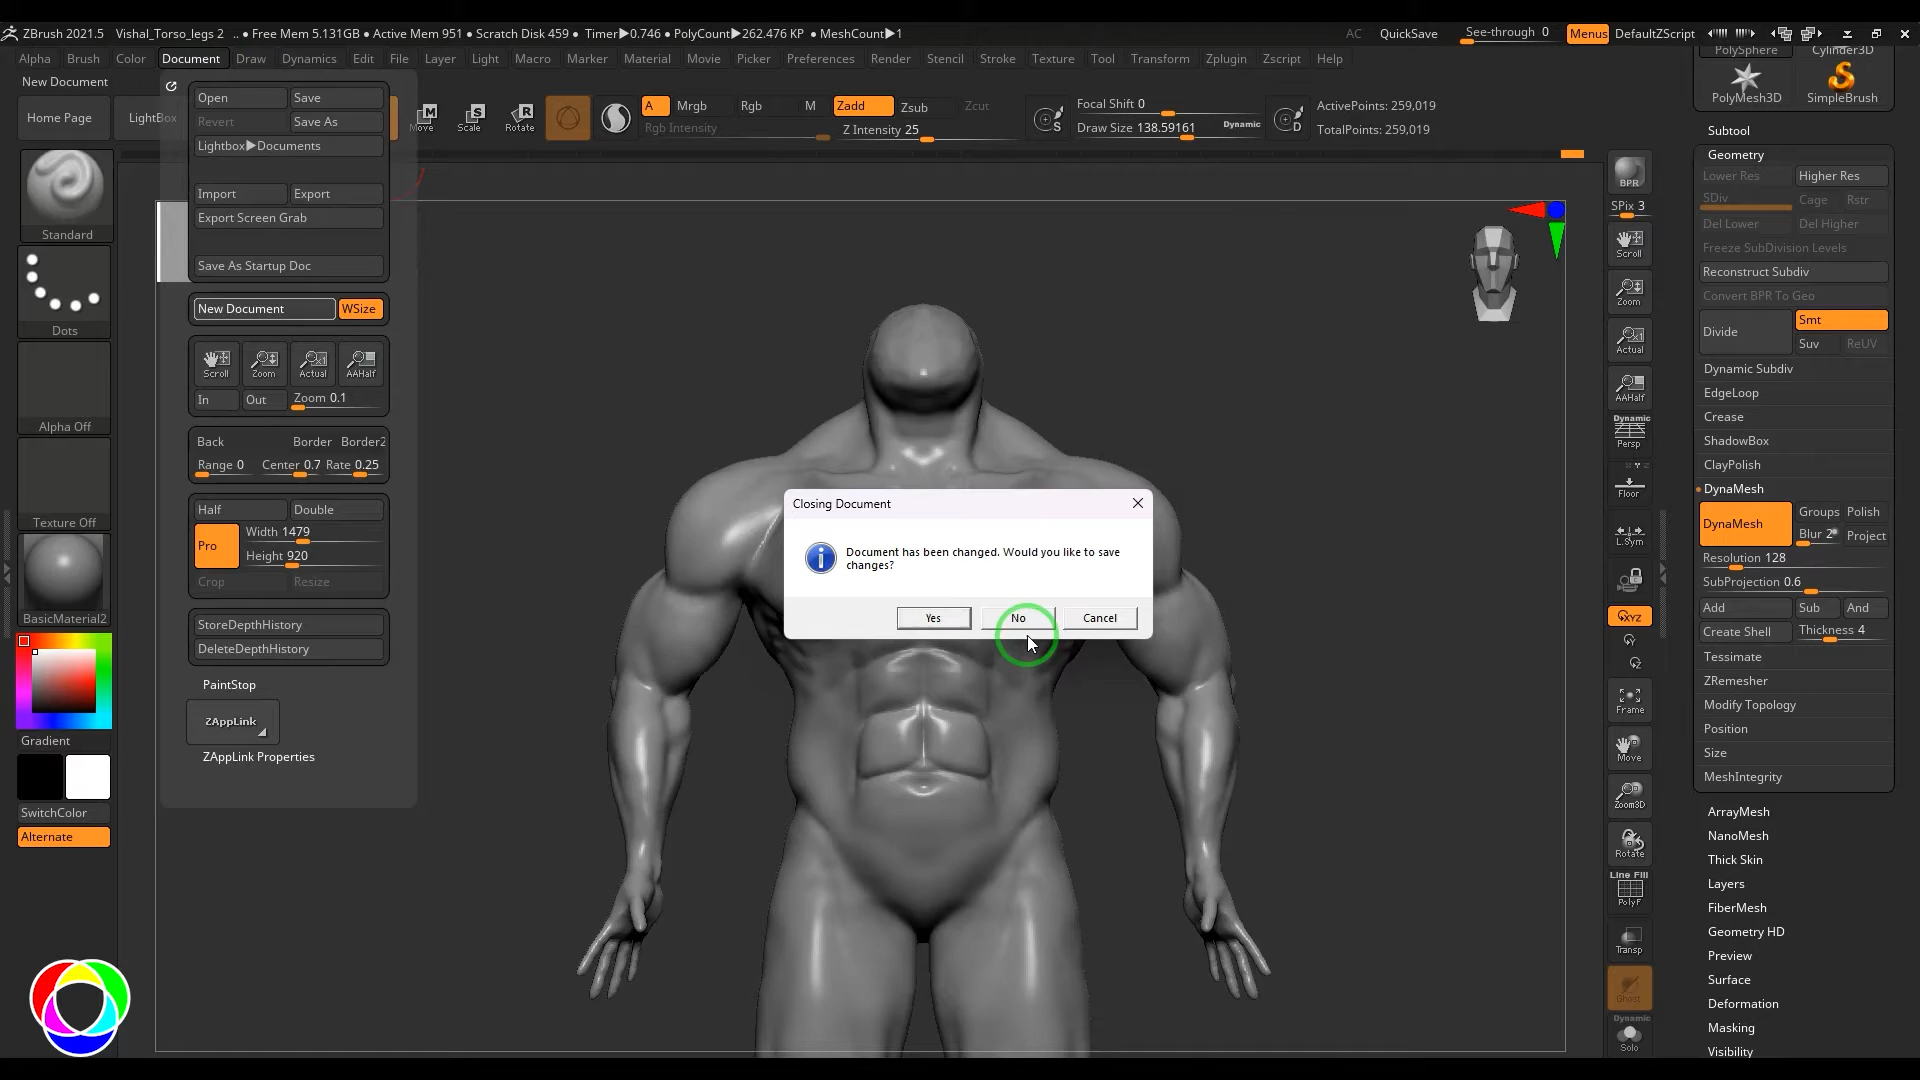 ZBrush 2021.5 Vishal_Torso_legs 2 .. • Free Mem 5.131GB • Active Mem 951 • Scratch Disk 459 • Timer▶0.746 • PolyCount▶262.476 KP • MeshCount▶1 AC QuickSave See-through 0 Menus DefaultZScript
Alpha Brush Color Document Draw Dynamics Edit File Layer Light Macro Marker Material Movie Picker Preferences Render Stencil Stroke Texture Tool Transform Zplugin Zscript Help
New Document
Home Page LightBox
Open Save
Revert Save As
Lightbox▶Documents
Import Export
Export Screen Grab
Save As Startup Doc
New Document WSize
Scroll Zoom Actual AAHalf
In Out Zoom 0.1
Back Border Border2
Range 0 Center 0.7 Rate 0.25
Half Double
Pro Width 1479
Height 920
Crop Resize
StoreDepthHistory
DeleteDepthHistory
PaintStop
ZAppLink
ZAppLink Properties
Move Scale Rotate
A Mrgb Rgb M Zadd Zsub Zcut
Rgb Intensity Z Intensity 25
S Focal Shift 0
Draw Size 138.59161 Dynamic D
ActivePoints: 259,019
TotalPoints: 259,019
Standard
Dots
Alpha Off
Texture Off
BasicMaterial2
Gradient
SwitchColor
Alternate
Closing Document
Document has been changed. Would you like to save
changes?
Yes No Cancel
BPR
SPix 3
Scroll
Zoom
Actual
AAHalf
Dynamic
Persp
Floor
L.Sym
XYZ
Y
Z
Frame
Move
Zoom3D
Rotate
Line Fill
PolyF
Transp
Ghost
Dynamic
Solo
PolySphere Cylinder3D
PolyMesh3D SimpleBrush
Subtool
Geometry
Lower Res Higher Res
SDiv Cage Rstr
Del Lower Del Higher
Freeze SubDivision Levels
Reconstruct Subdiv
Convert BPR To Geo
Divide Smt
Suv ReUV
Dynamic Subdiv
EdgeLoop
Crease
ShadowBox
ClayPolish
DynaMesh
DynaMesh Groups Polish
Blur 2 Project
Resolution 128
SubProjection 0.6
Add Sub And
Create Shell Thickness 4
Tessimate
ZRemesher
Modify Topology
Position
Size
MeshIntegrity
ArrayMesh
NanoMesh
Thick Skin
Layers
FiberMesh
Geometry HD
Preview
Surface
Deformation
Masking
Visibility